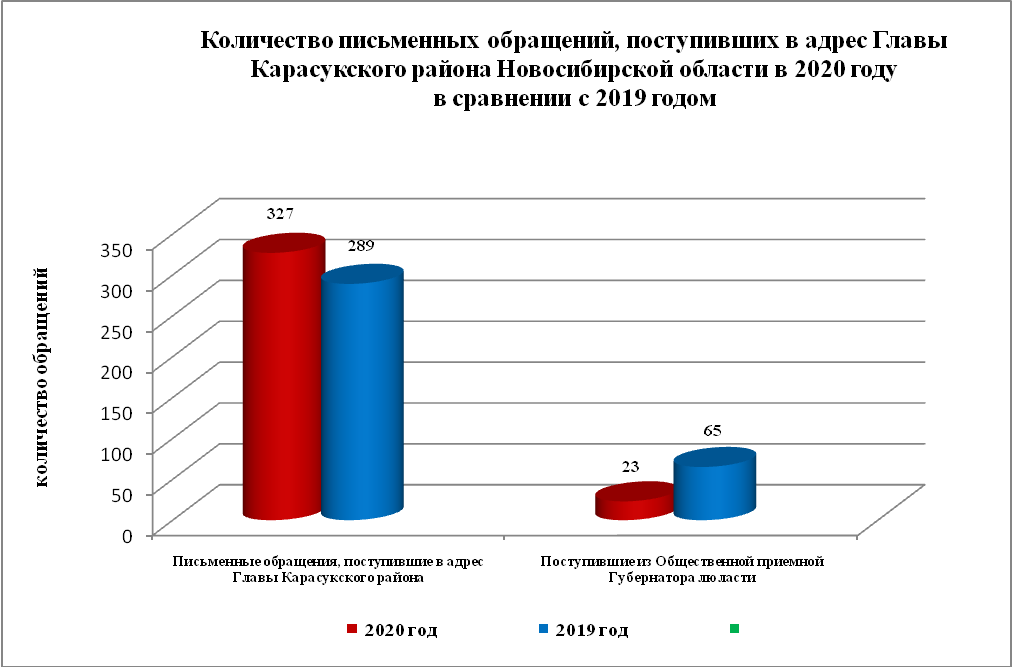 Количество письменных обращений, поступивших в адрес Главы
Карасукского района Новосибирской области в 2020 году
в сравнении с 2019 годом
количество обращений
350
300
250
200
150
100
50
0
327
289
23
65
Письменные обращения, поступившие в адрес
Главы Карасукского района
Поступившие из Общественной приемной
Губернатора люласти
2020 год
2019 год